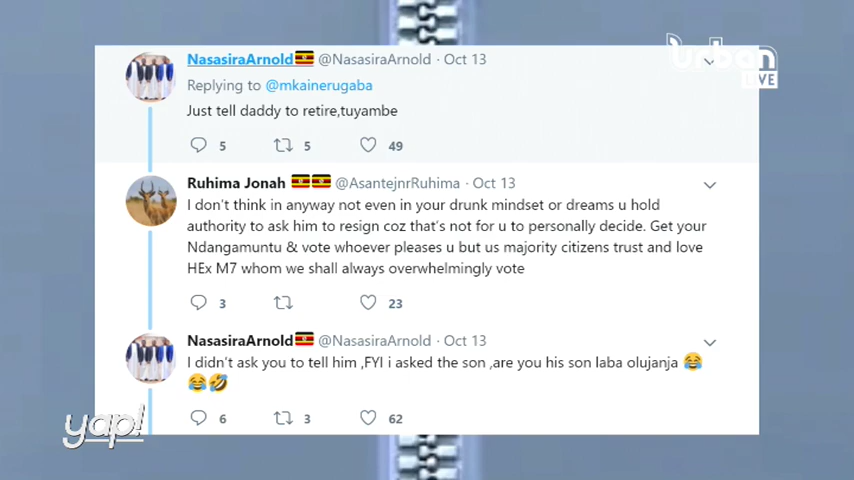 urban
LIVE
NasasiraArnold🇺🇬 @NasasiraArnold · Oct 13
Replying to @mkainerugaba
Just tell daddy to retire,tuyambe
5 5 49
Ruhima Jonah 🇺🇬🇺🇬 @AsantejnrRuhima · Oct 13
I don't think in anyway not even in your drunk mindset or dreams u hold
authority to ask him to resign coz that's not for u to personally decide. Get your
Ndangamuntu & vote whoever pleases u but us majority citizens trust and love
HEx M7 whom we shall always overwhelmingly vote
3 23
NasasiraArnold🇺🇬 @NasasiraArnold · Oct 13
I didn't ask you to tell him ,FYI i asked the son ,are you his son laba olujanja 😂
😂🤣
6 3 62
yap!